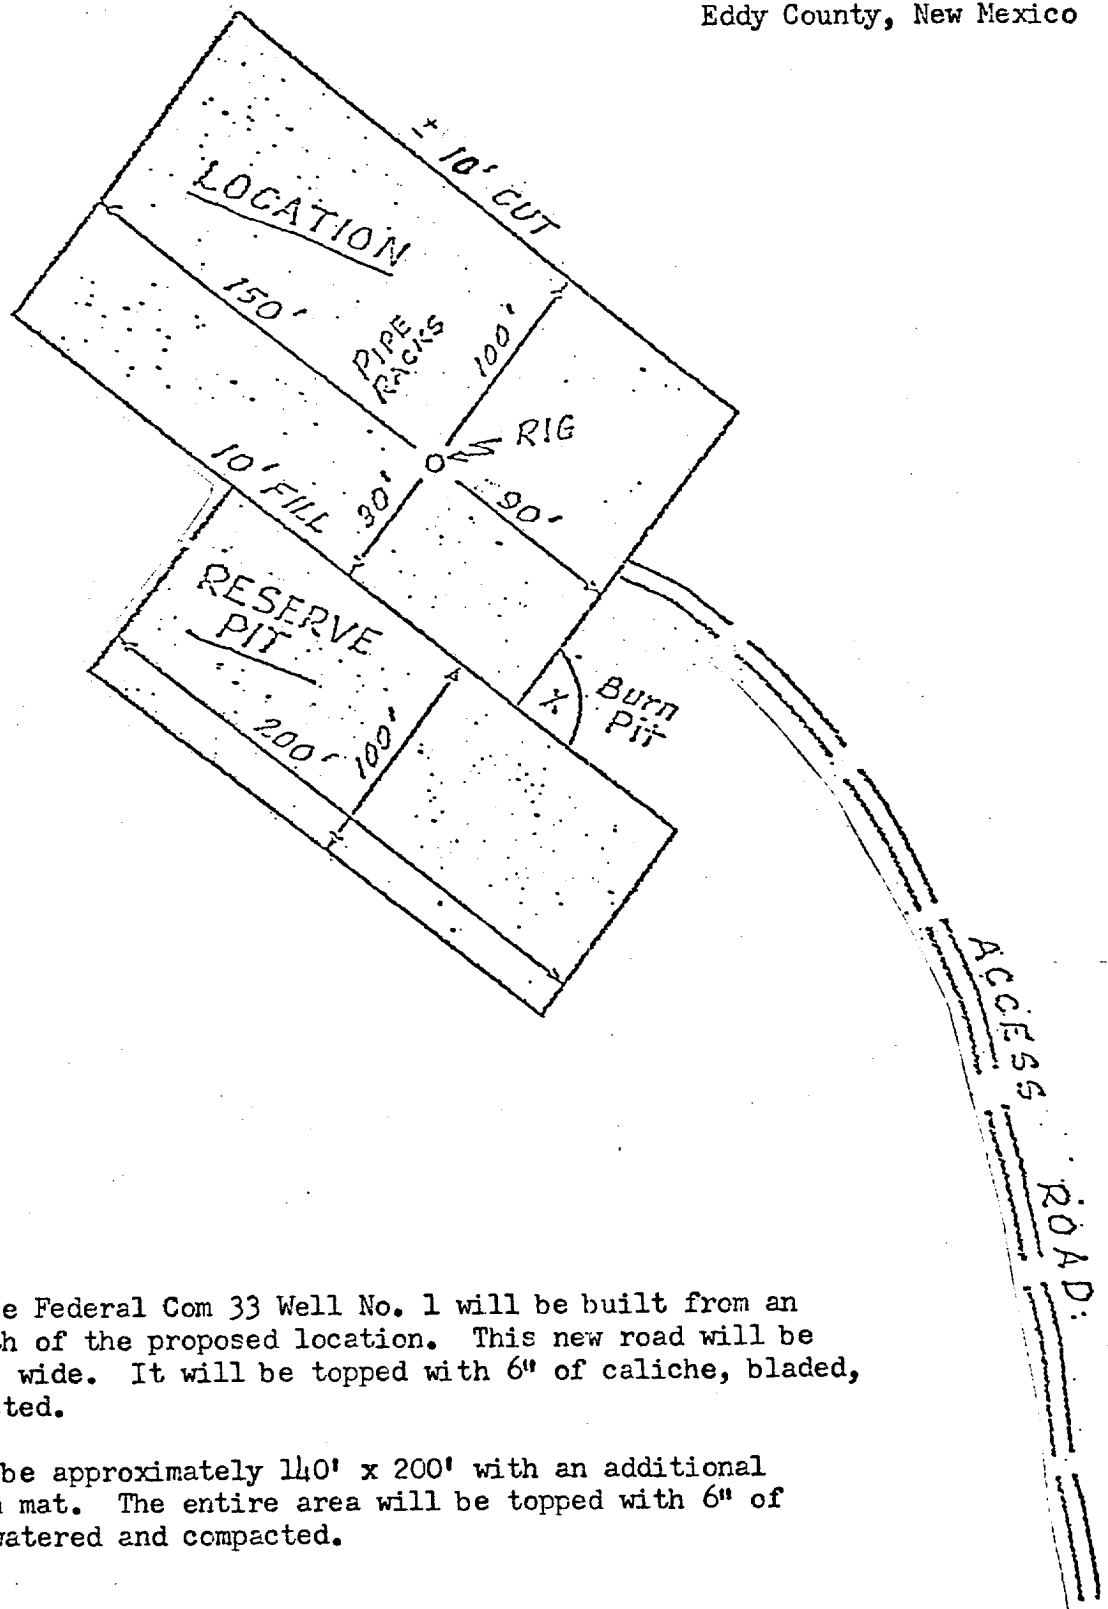 Eddy County, New Mexico
± 10' CUT
LOCATION
150'
PIPE
RACKS
100'
RIG
10' FILL
30'
90'
RESERVE
PIT
200'
100'
X
Burn
Pit
ACCESS ROAD:
e Federal Com 33 Well No. 1 will be built from an
h of the proposed location. This new road will be
wide. It will be topped with 6" of caliche, bladed,
ted.
be approximately 140' x 200' with an additional
mat. The entire area will be topped with 6" of
watered and compacted.